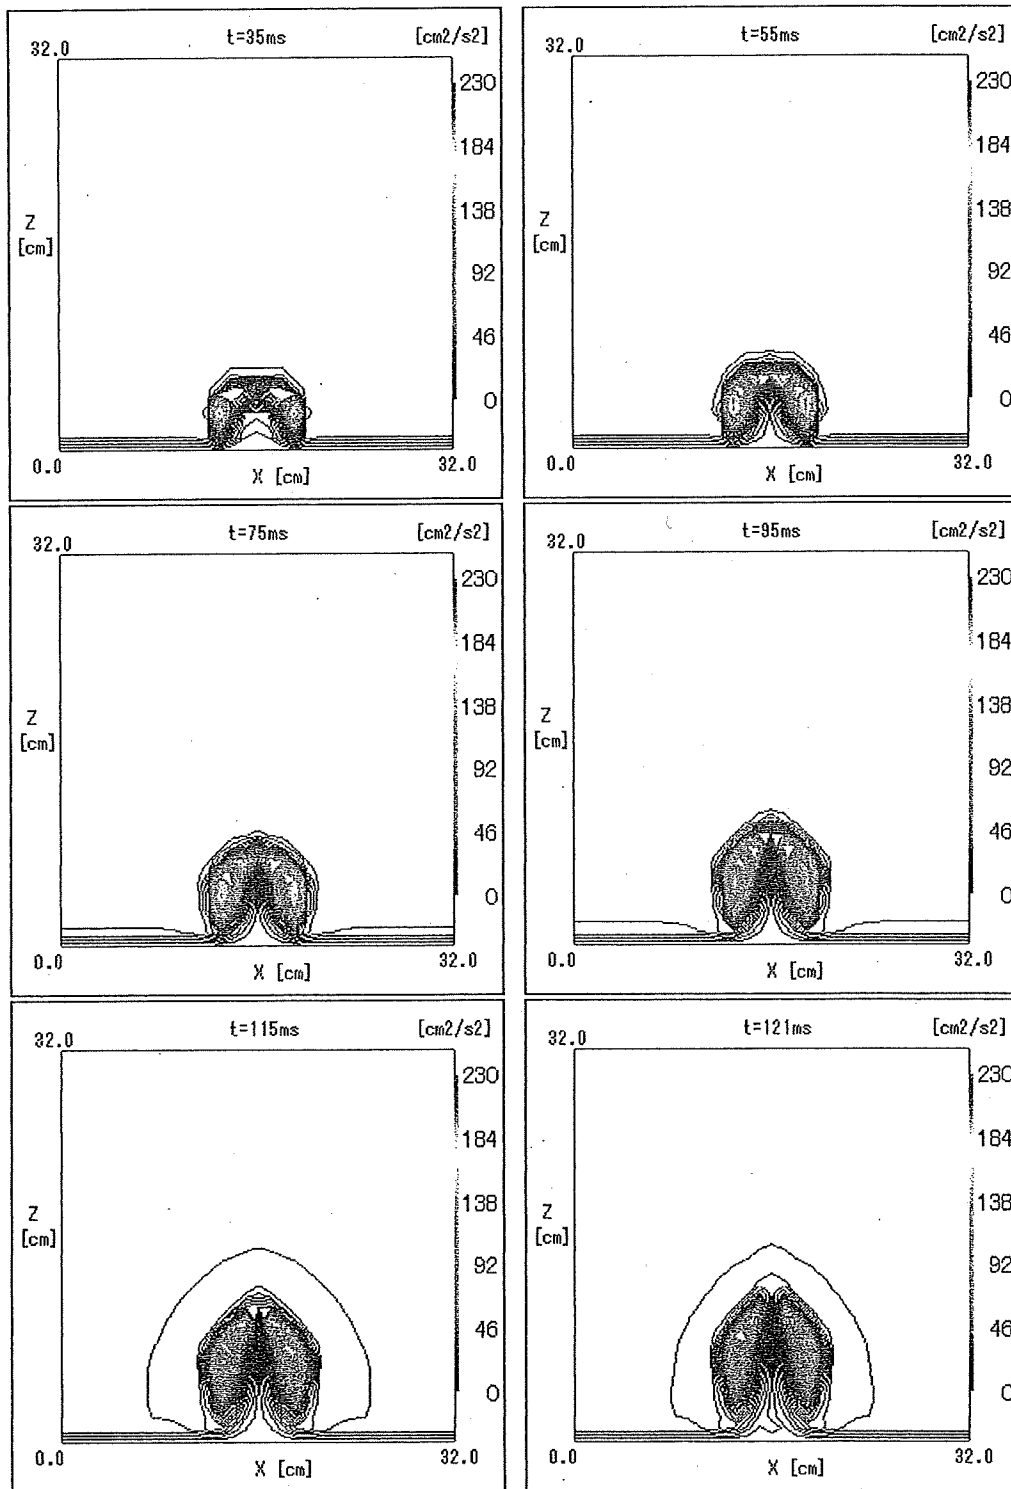 t=35ms [cm2/s2]
32.0
230
184
138
Z
[cm]
92
46
0
0.0 32.0
X [cm]
t=55ms [cm2/s2]
32.0
230
184
138
Z
[cm]
92
46
0
0.0 32.0
X [cm]
t=75ms [cm2/s2]
32.0
230
184
138
Z
[cm]
92
46
0
0.0 32.0
X [cm]
t=95ms [cm2/s2]
32.0
230
184
138
Z
[cm]
92
46
0
0.0 32.0
X [cm]
t=115ms [cm2/s2]
32.0
230
184
138
Z
[cm]
92
46
0
0.0 32.0
X [cm]
t=121ms [cm2/s2]
32.0
230
184
138
Z
[cm]
92
46
0
0.0 32.0
X [cm]